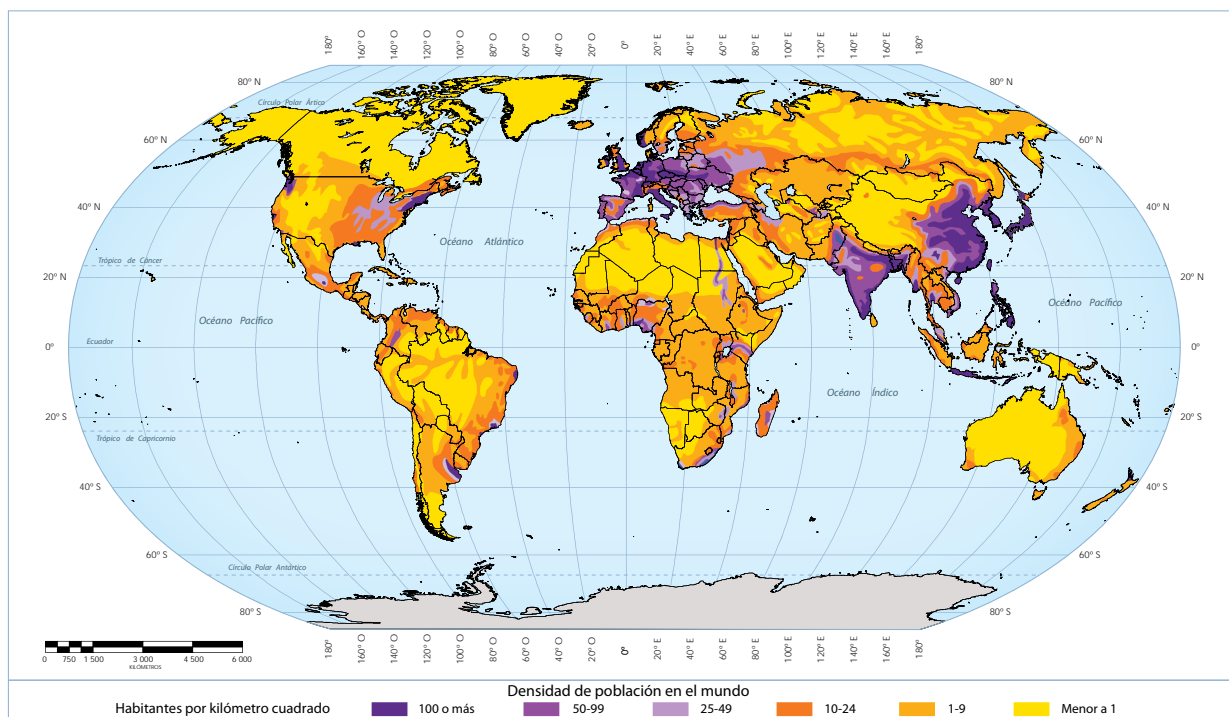 180° 160° O 140° O 120° O 100° O 80° O 60° O 40° O 20° O 0° 20° E 40° E 60° E 80° E 100° E 120° E 140° E 160° E 180°
80° N 80° N
Círculo Polar Ártico
60° N 60° N
40° N 40° N
Océano Atlántico
Trópico de Cáncer
20° N 20° N
Océano Pacífico Océano Pacífico
Ecuador
0° 0°
Océano Índico
20° S 20° S
Trópico de Capricornio
40° S 40° S
60° S 60° S
Círculo Polar Antártico
80° S 80° S
180° 160° O 140° O 120° O 100° O 80° O 60° O 40° O 20° O 0° 20° E 40° E 60° E 80° E 100° E 120° E 140° E 160° E 180°
0 750 1 500 3 000 4 500 6 000
KILÓMETROS
Densidad de población en el mundo
Habitantes por kilómetro cuadrado 100 o más 50-99 25-49 10-24 1-9 Menor a 1